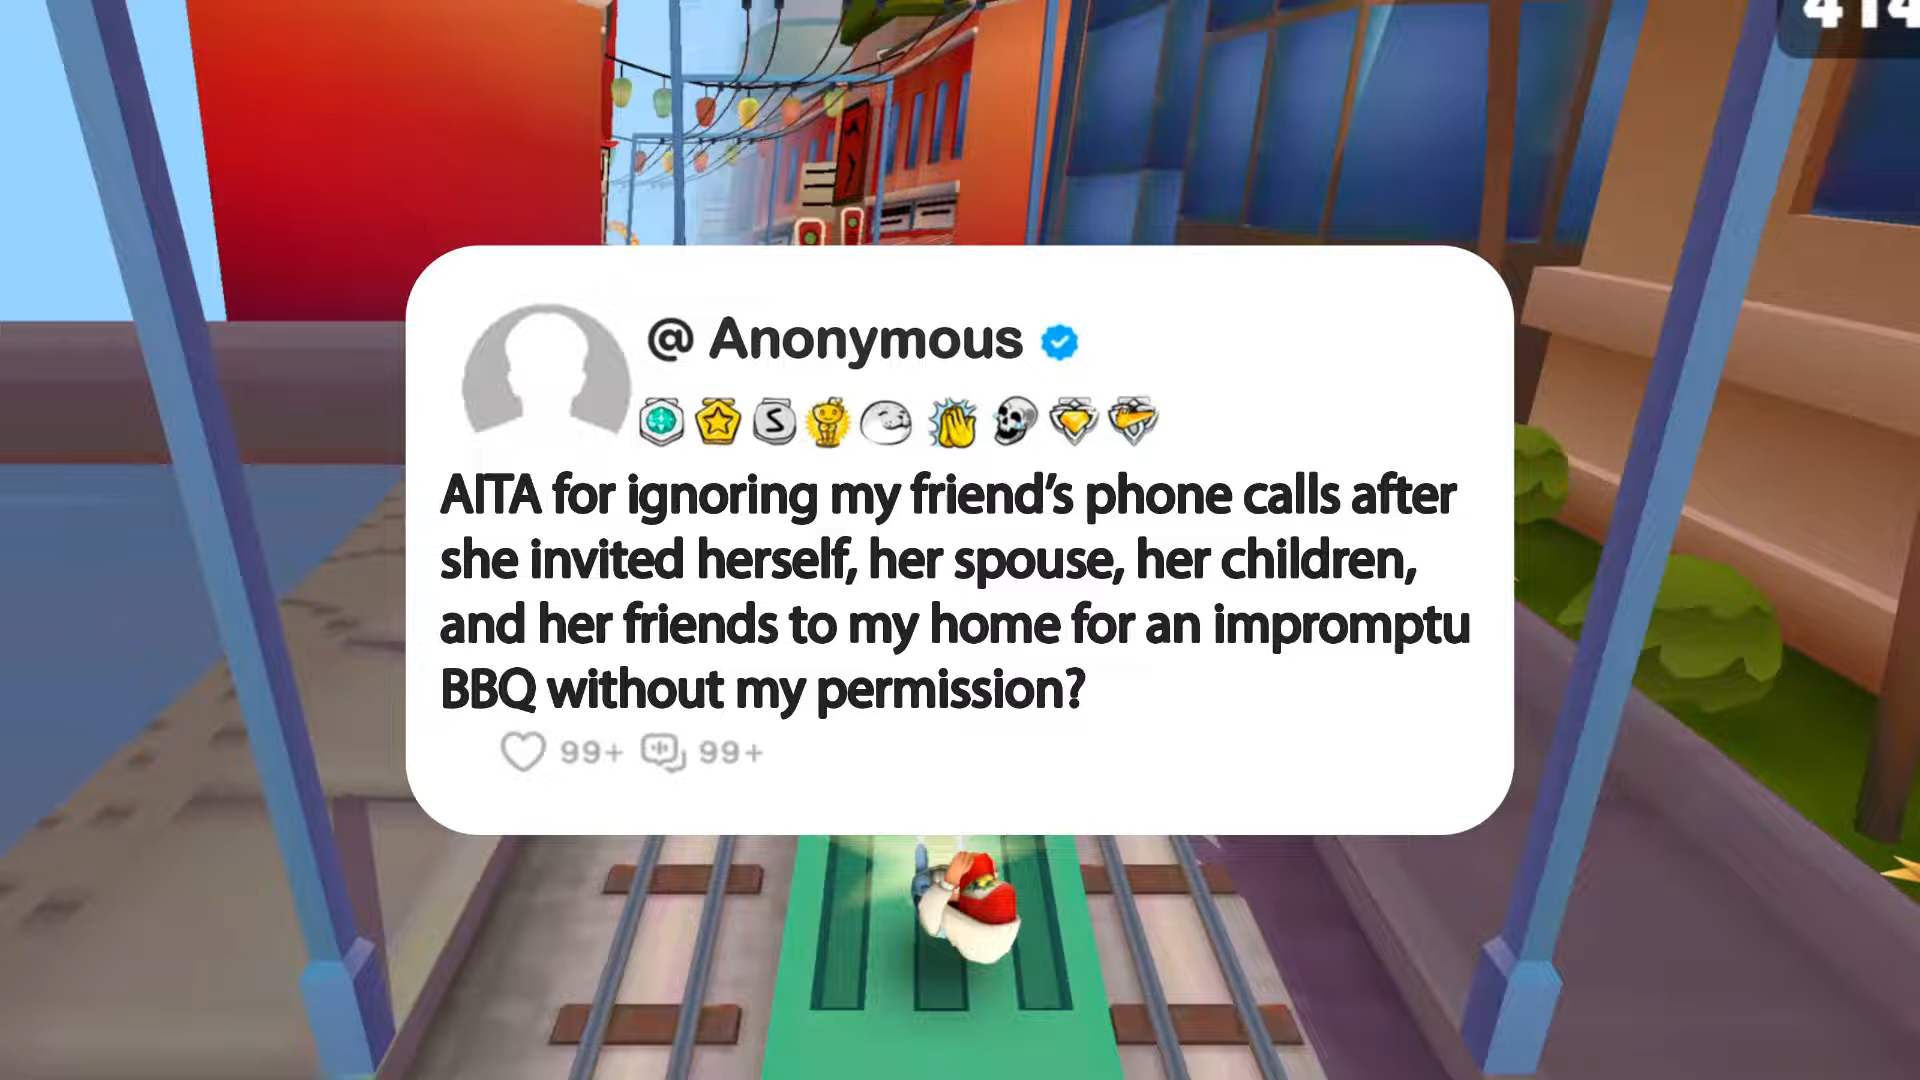 414
@ Anonymous
AITA for ignoring my friend’s phone calls after
she invited herself, her spouse, her children,
and her friends to my home for an impromptu
BBQ without my permission?
99+ 99+